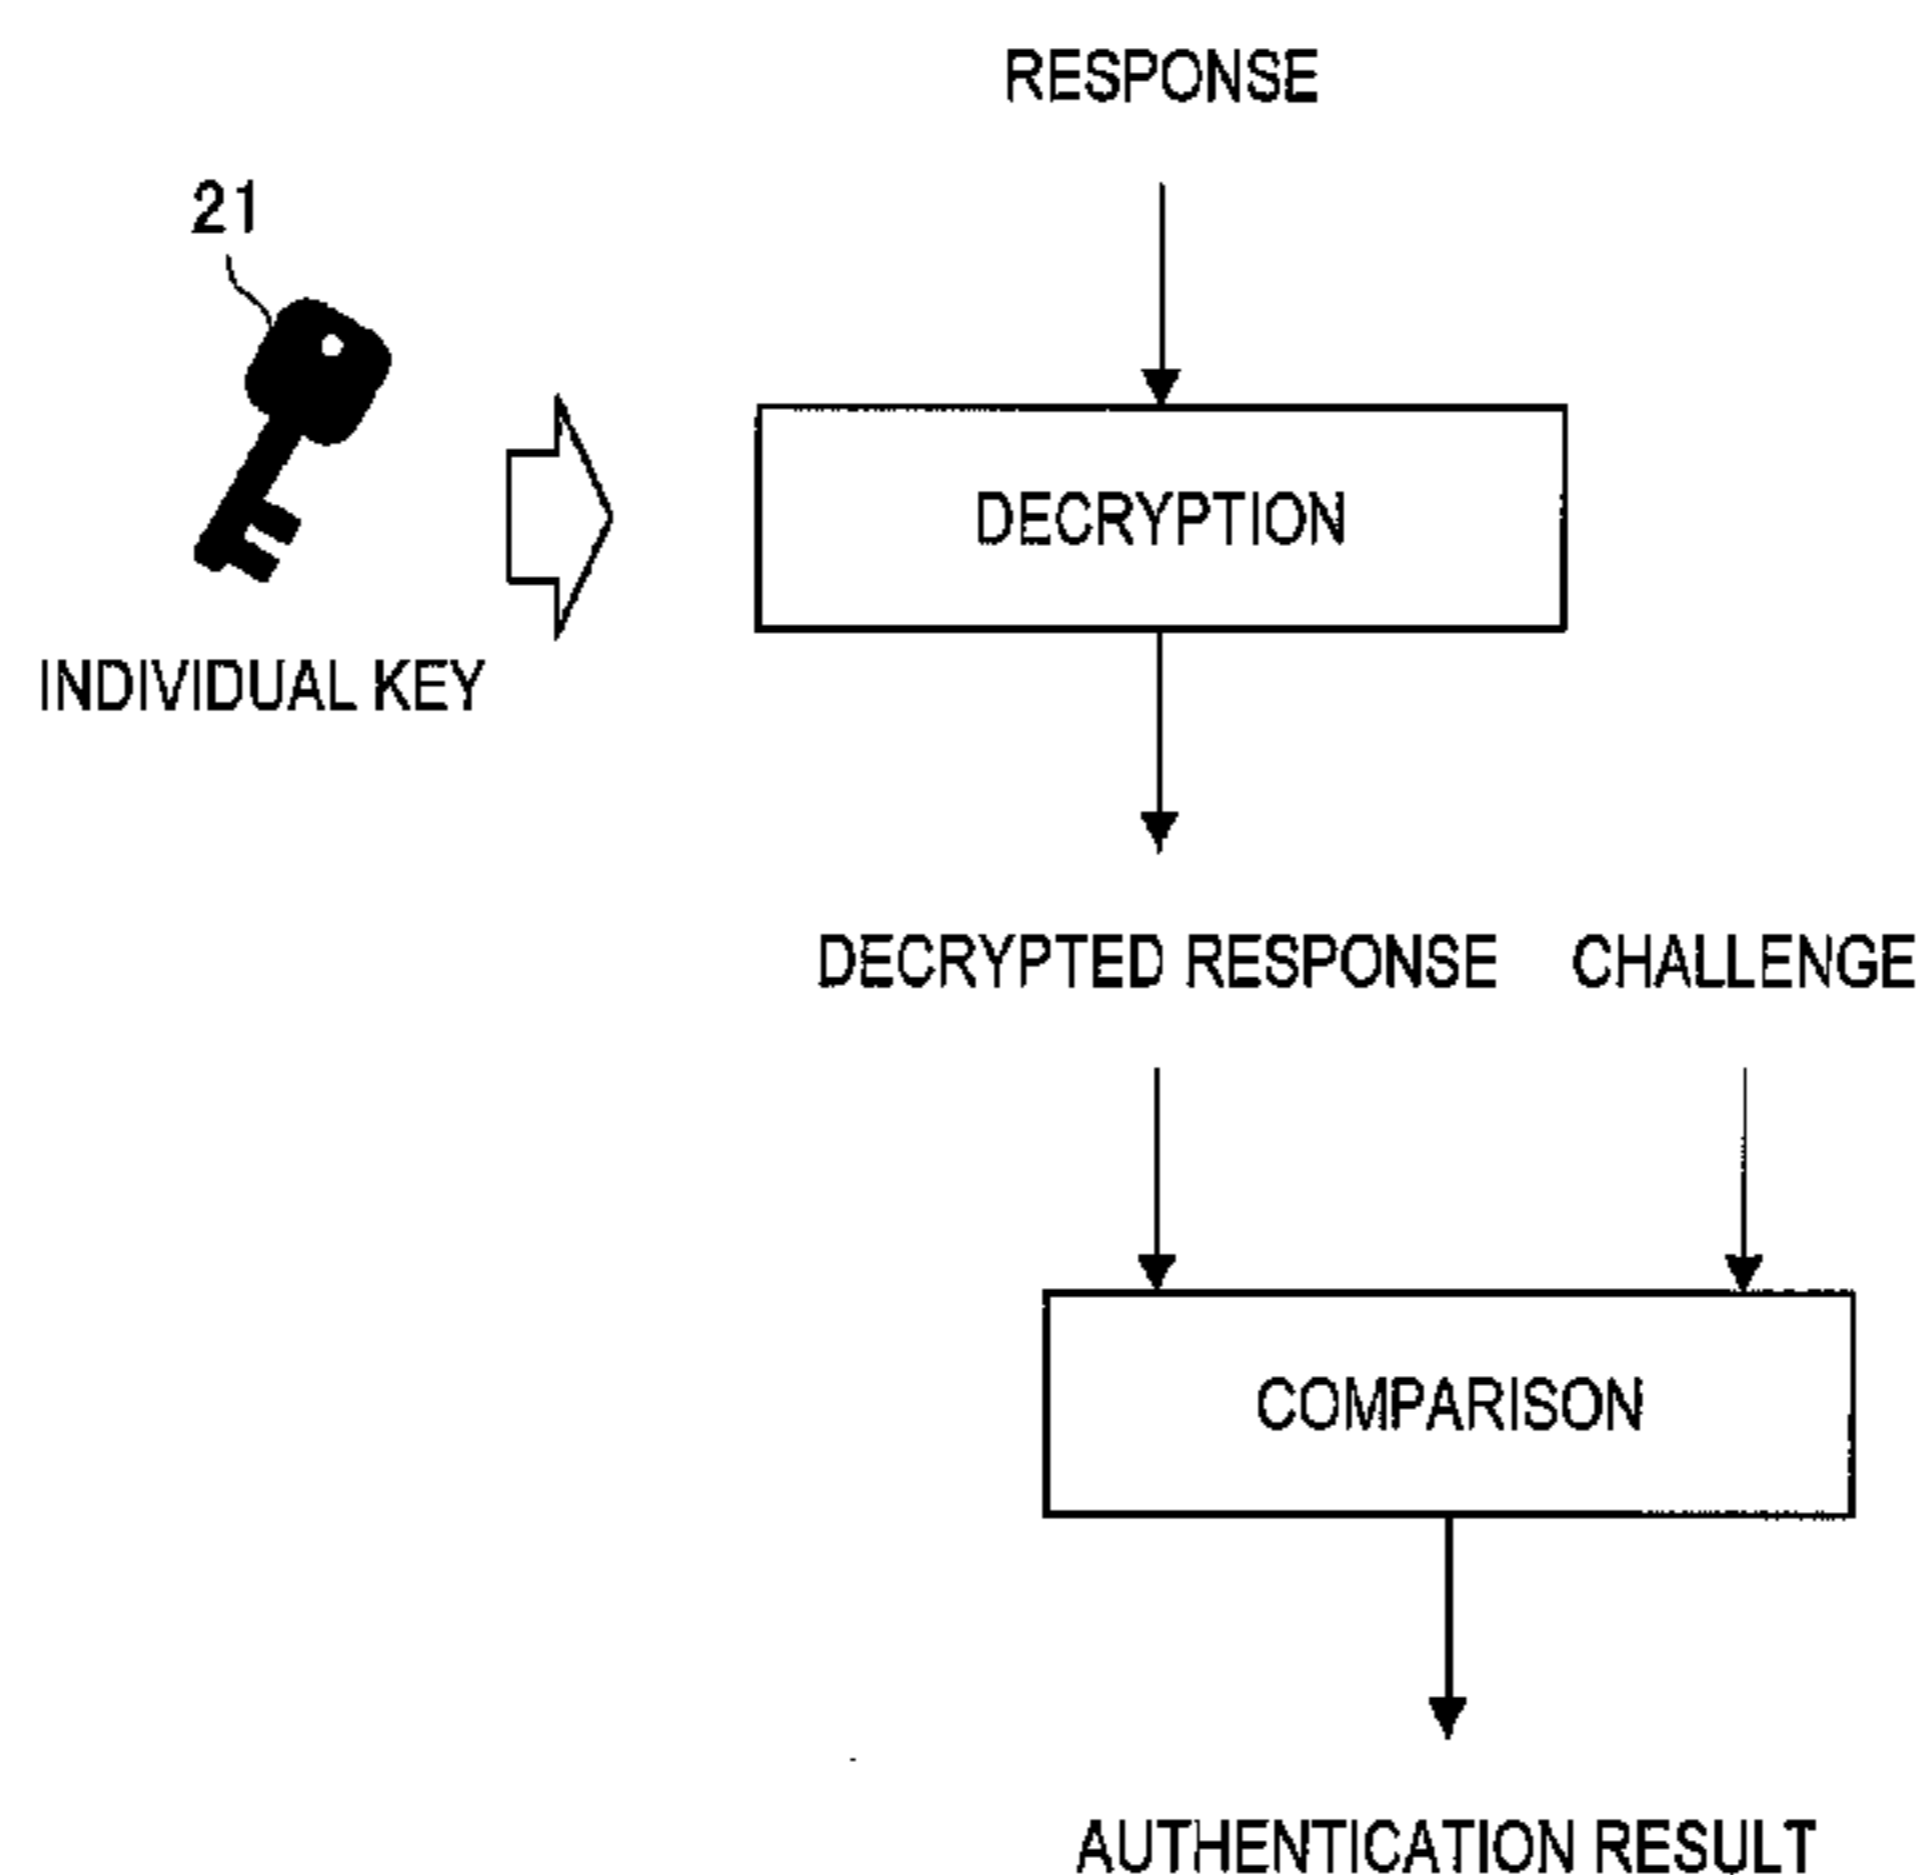 RESPONSE
21
DECRYPTION
INDIVIDUAL KEY
DECRYPTED RESPONSE
CHALLENGE
COMPARISON
AUTHENTICATION RESULT